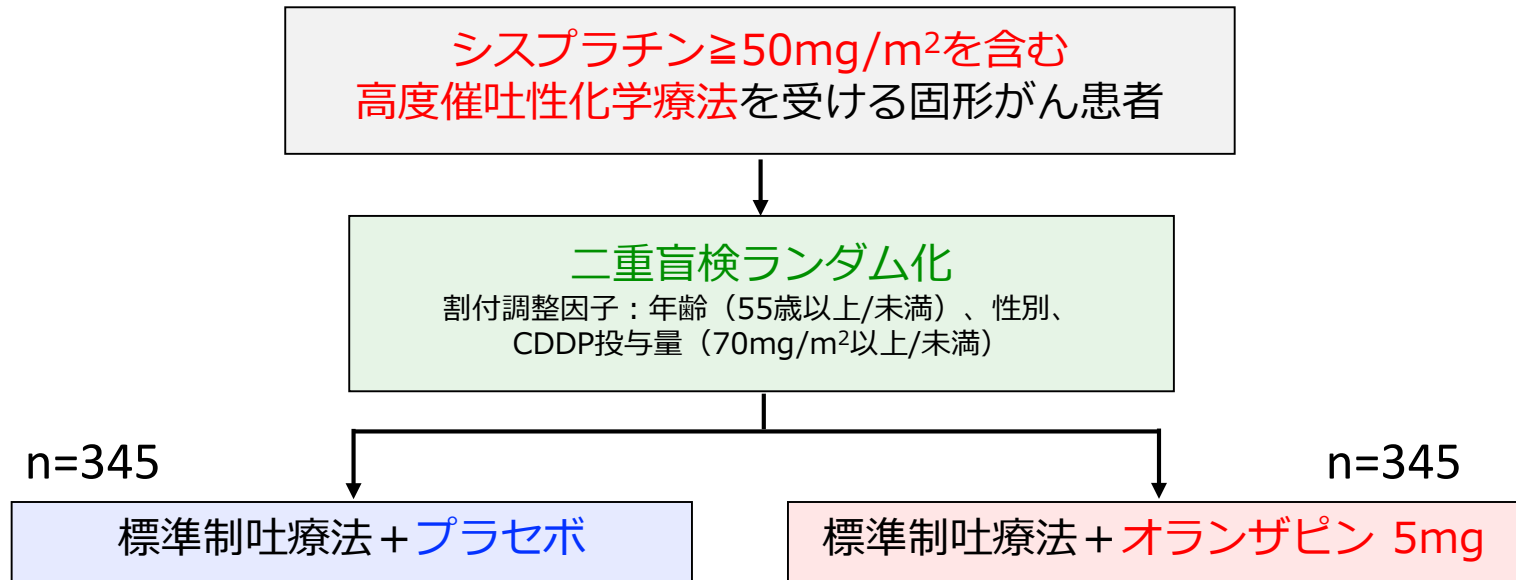 シスプラチン≧50mg/m²を含む
高度催吐性化学療法を受ける固形がん患者
二重盲検ランダム化
割付調整因子：年齢（55歳以上/未満）、性別、
CDDP投与量（70mg/m²以上/未満）
n=345
n=345
標準制吐療法＋プラセボ
標準制吐療法＋オランザピン 5mg